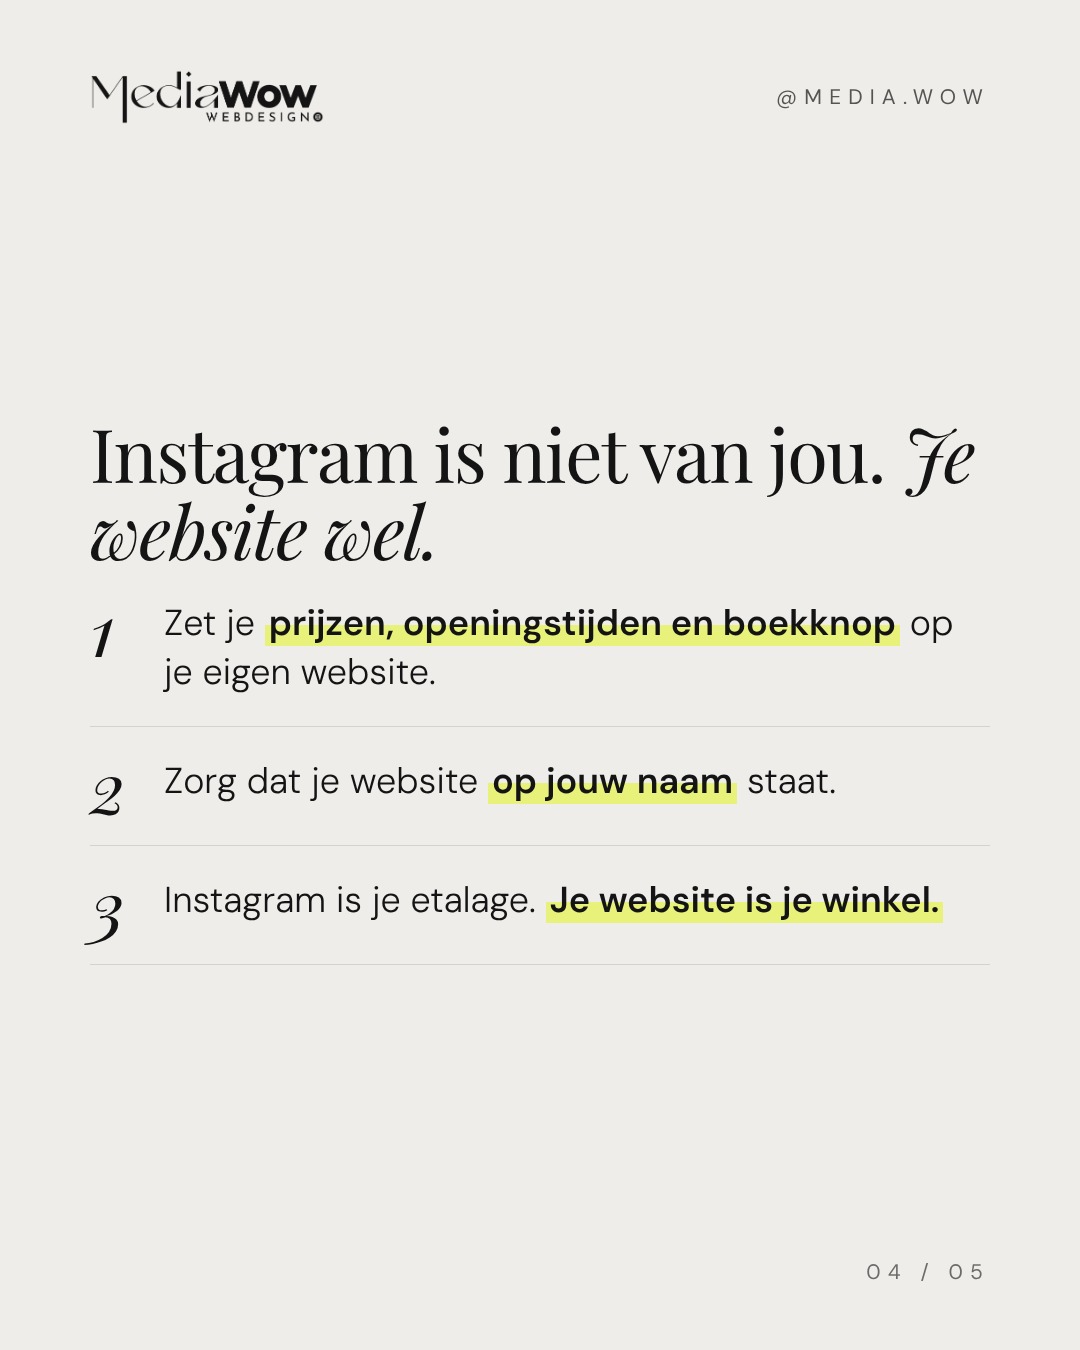 MediaWow
WEBDESIGN
@MEDIA.WOW
Instagram is niet van jou. Je
website wel.
1 Zet je prijzen, openingstijden en boekknop op
je eigen website.
2 Zorg dat je website op jouw naam staat.
3 Instagram is je etalage. Je website is je winkel.
04 / 05